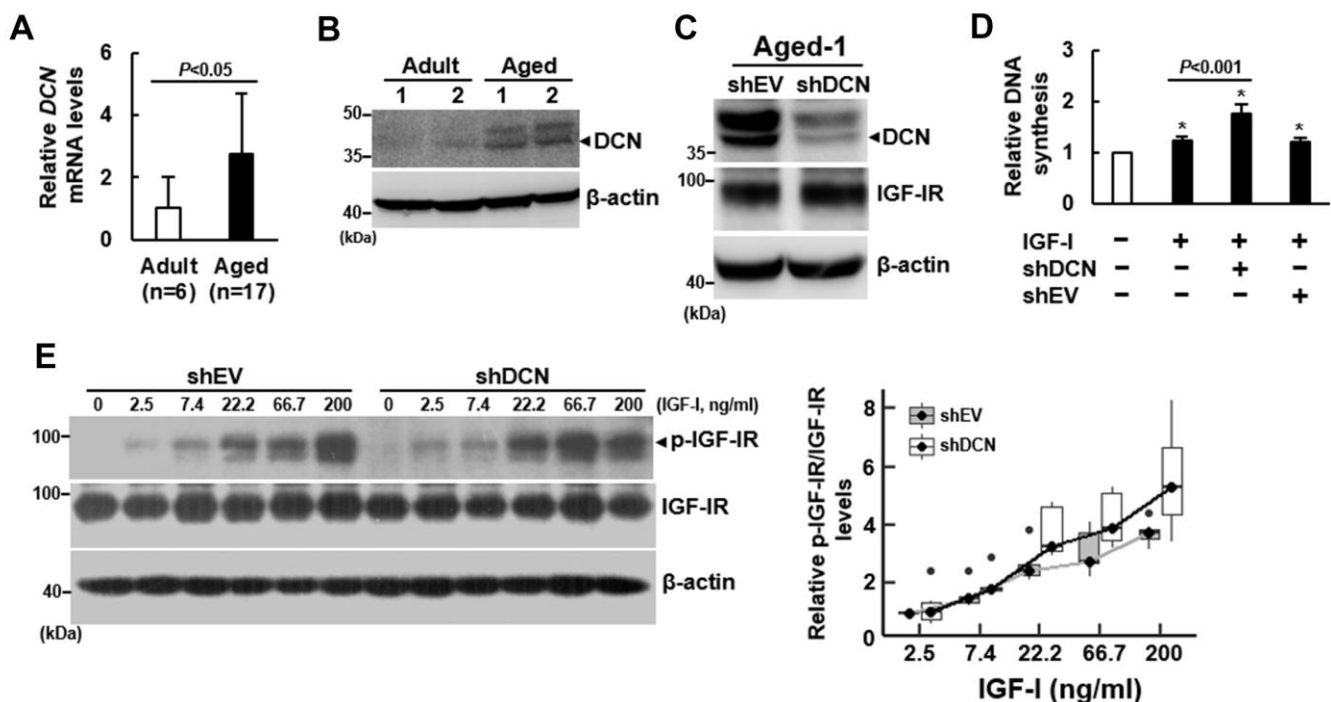 A
Relative DCN
mRNA levels
6
4
2
0
P<0.05
Adult
(n=6)
Aged
(n=17)
B
Adult Aged
1 2 1 2
50
35
DCN
40
β-actin
(kDa)
C
Aged-1
shEV shDCN
35
DCN
100
IGF-IR
40
β-actin
(kDa)
D
Relative DNA
synthesis
3
2
1
0
P<0.001
* * *
IGF-I − + + +
shDCN − − + −
shEV − − − +
E
shEV shDCN
0 2.5 7.4 22.2 66.7 200 0 2.5 7.4 22.2 66.7 200 (IGF-I, ng/ml)
100
p-IGF-IR
100
IGF-IR
40
β-actin
(kDa)
Relative p-IGF-IR/IGF-IR
levels
8
6
4
2
0
shEV
shDCN
2.5 7.4 22.2 66.7 200
IGF-I (ng/ml)